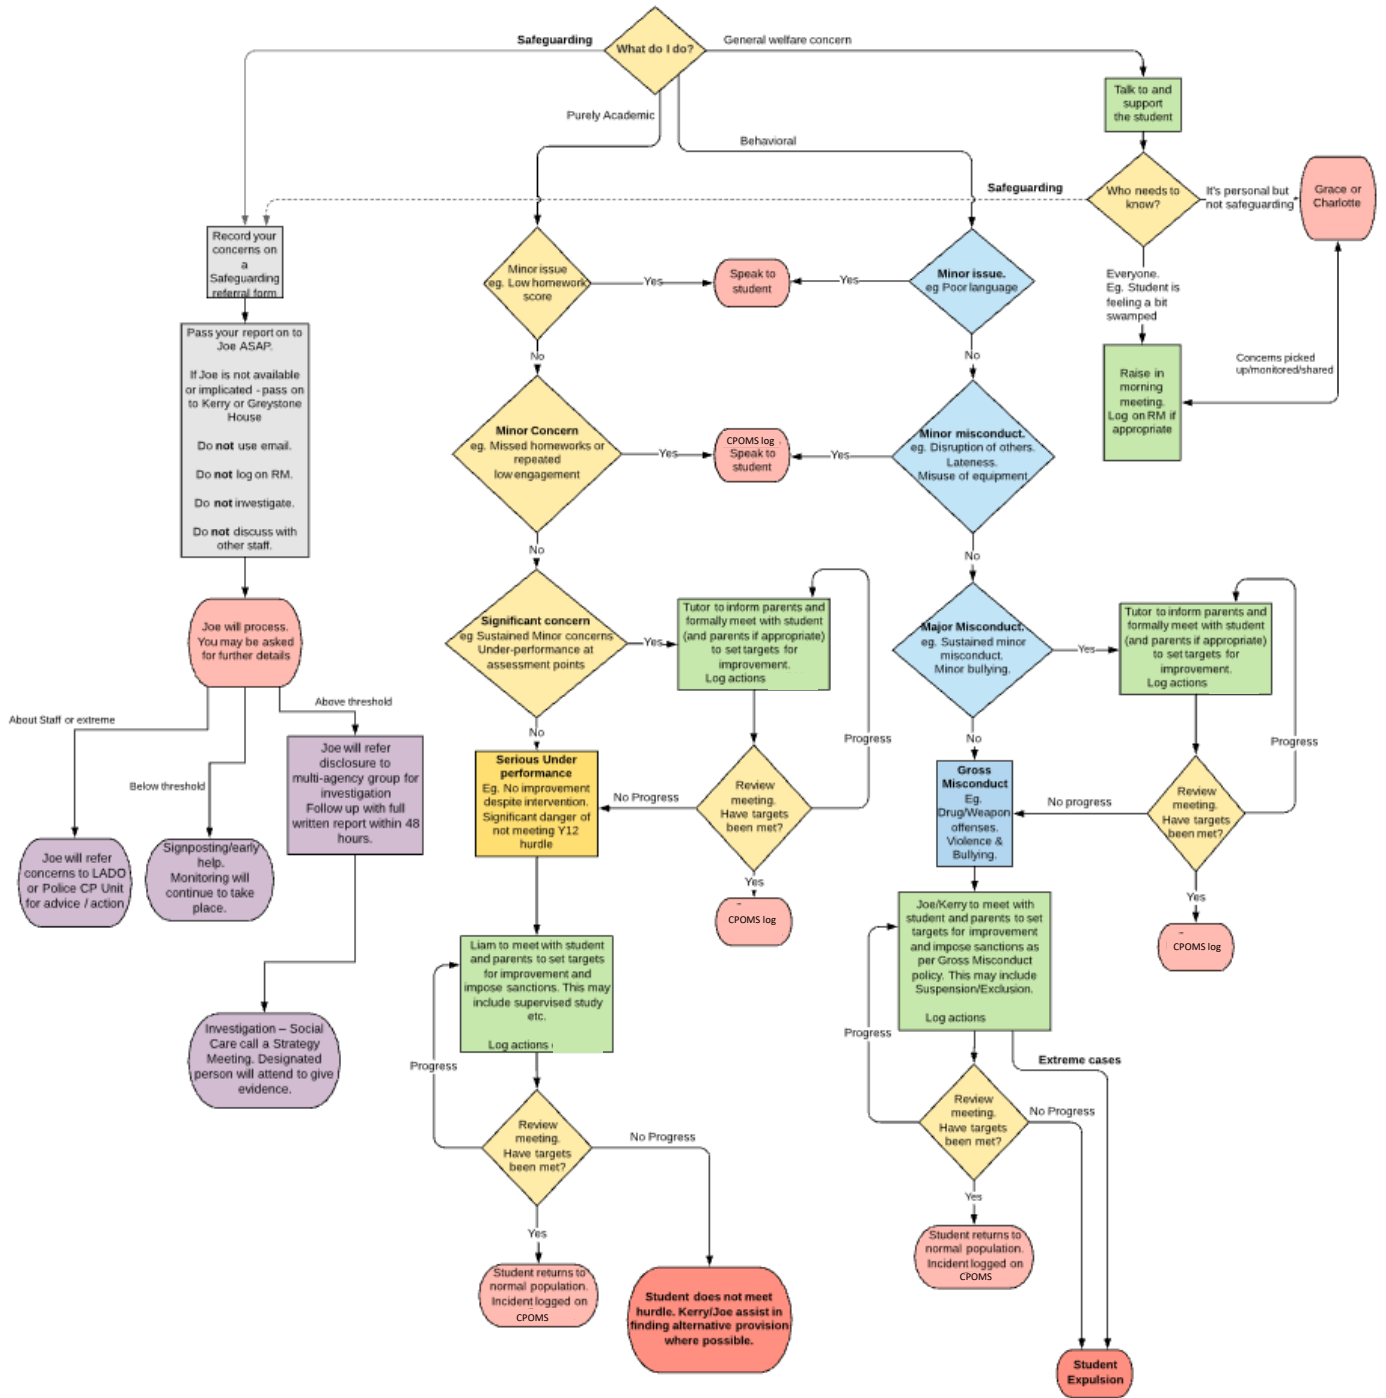 What do I do?
Safeguarding
General welfare concern
Purely Academic
Behavioral
Talk to and
support
the student
Safeguarding
Who needs to
know?
It's personal but
not safeguarding
Grace or
Charlotte
Everyone.
Eg. Student is
feeling a bit
swamped
Raise in
morning
meeting.
Log on RM if
appropriate
Concerns picked
up/monitored/shared
Record your
concerns on
a
Safeguarding
referral form
Pass your report on to
Joe ASAP.
If Joe is not available
or implicated - pass on
to Kerry or Greystone
House
Do not use email.
Do not log on RM.
Do not investigate.
Do not discuss with
other staff.
Joe will process.
You may be asked
for further details
About Staff or extreme
Below threshold
Above threshold
Joe will refer
concerns to LADO
or Police CP Unit
for advice / action
Signposting/early
help.
Monitoring will
continue to take
place.
Joe will refer
disclosure to
multi-agency group for
investigation
Follow up with full
written report within 48
hours.
Investigation – Social
Care call a Strategy
Meeting. Designated
person will attend to give
evidence.
Minor issue
eg. Low homework
score
Yes
Speak to
student
Yes
Minor issue.
eg Poor language
No
No
Minor Concern
eg. Missed homeworks or
repeated
low engagement
Yes
CPOMS log
Speak to
student
Yes
Minor misconduct.
eg. Disruption of others.
Lateness.
Misuse of equipment
No
No
Significant concern
eg Sustained Minor concerns
Under-performance at
assessment points
Yes
Tutor to inform parents and
formally meet with student
(and parents if appropriate)
to set targets for
improvement.
Log actions
Progress
Major Misconduct.
eg. Sustained minor
misconduct.
Minor bullying.
Yes
Tutor to inform parents and
formally meet with student
(and parents if appropriate)
to set targets for
improvement.
Log actions
Progress
No
No
Serious Under
performance
Eg. No improvement
despite intervention.
Significant danger of
not meeting Y12
hurdle
No Progress
Review
meeting.
Have targets
been met?
Yes
CPOMS log
Gross
Misconduct
Eg.
Drug/Weapon
offenses.
Violence &
Bullying.
No progress
Review
meeting.
Have targets
been met?
Yes
CPOMS log
Liam to meet with student
and parents to set targets
for improvement and
impose sanctions. This may
include supervised study
etc.
Log actions
Progress
Review
meeting.
Have targets
been met?
No Progress
Yes
Student returns to
normal population.
Incident logged on
CPOMS
Student does not meet
hurdle. Kerry/Joe assist in
finding alternative provision
where possible.
Joe/Kerry to meet with
student and parents to set
targets for improvement
and impose sanctions as
per Gross Misconduct
policy. This may include
Suspension/Exclusion.
Log actions
Progress
Extreme cases
Review
meeting.
Have targets
been met?
No Progress
Yes
Student returns to
normal population.
Incident logged on
CPOMS
Student
Expulsion